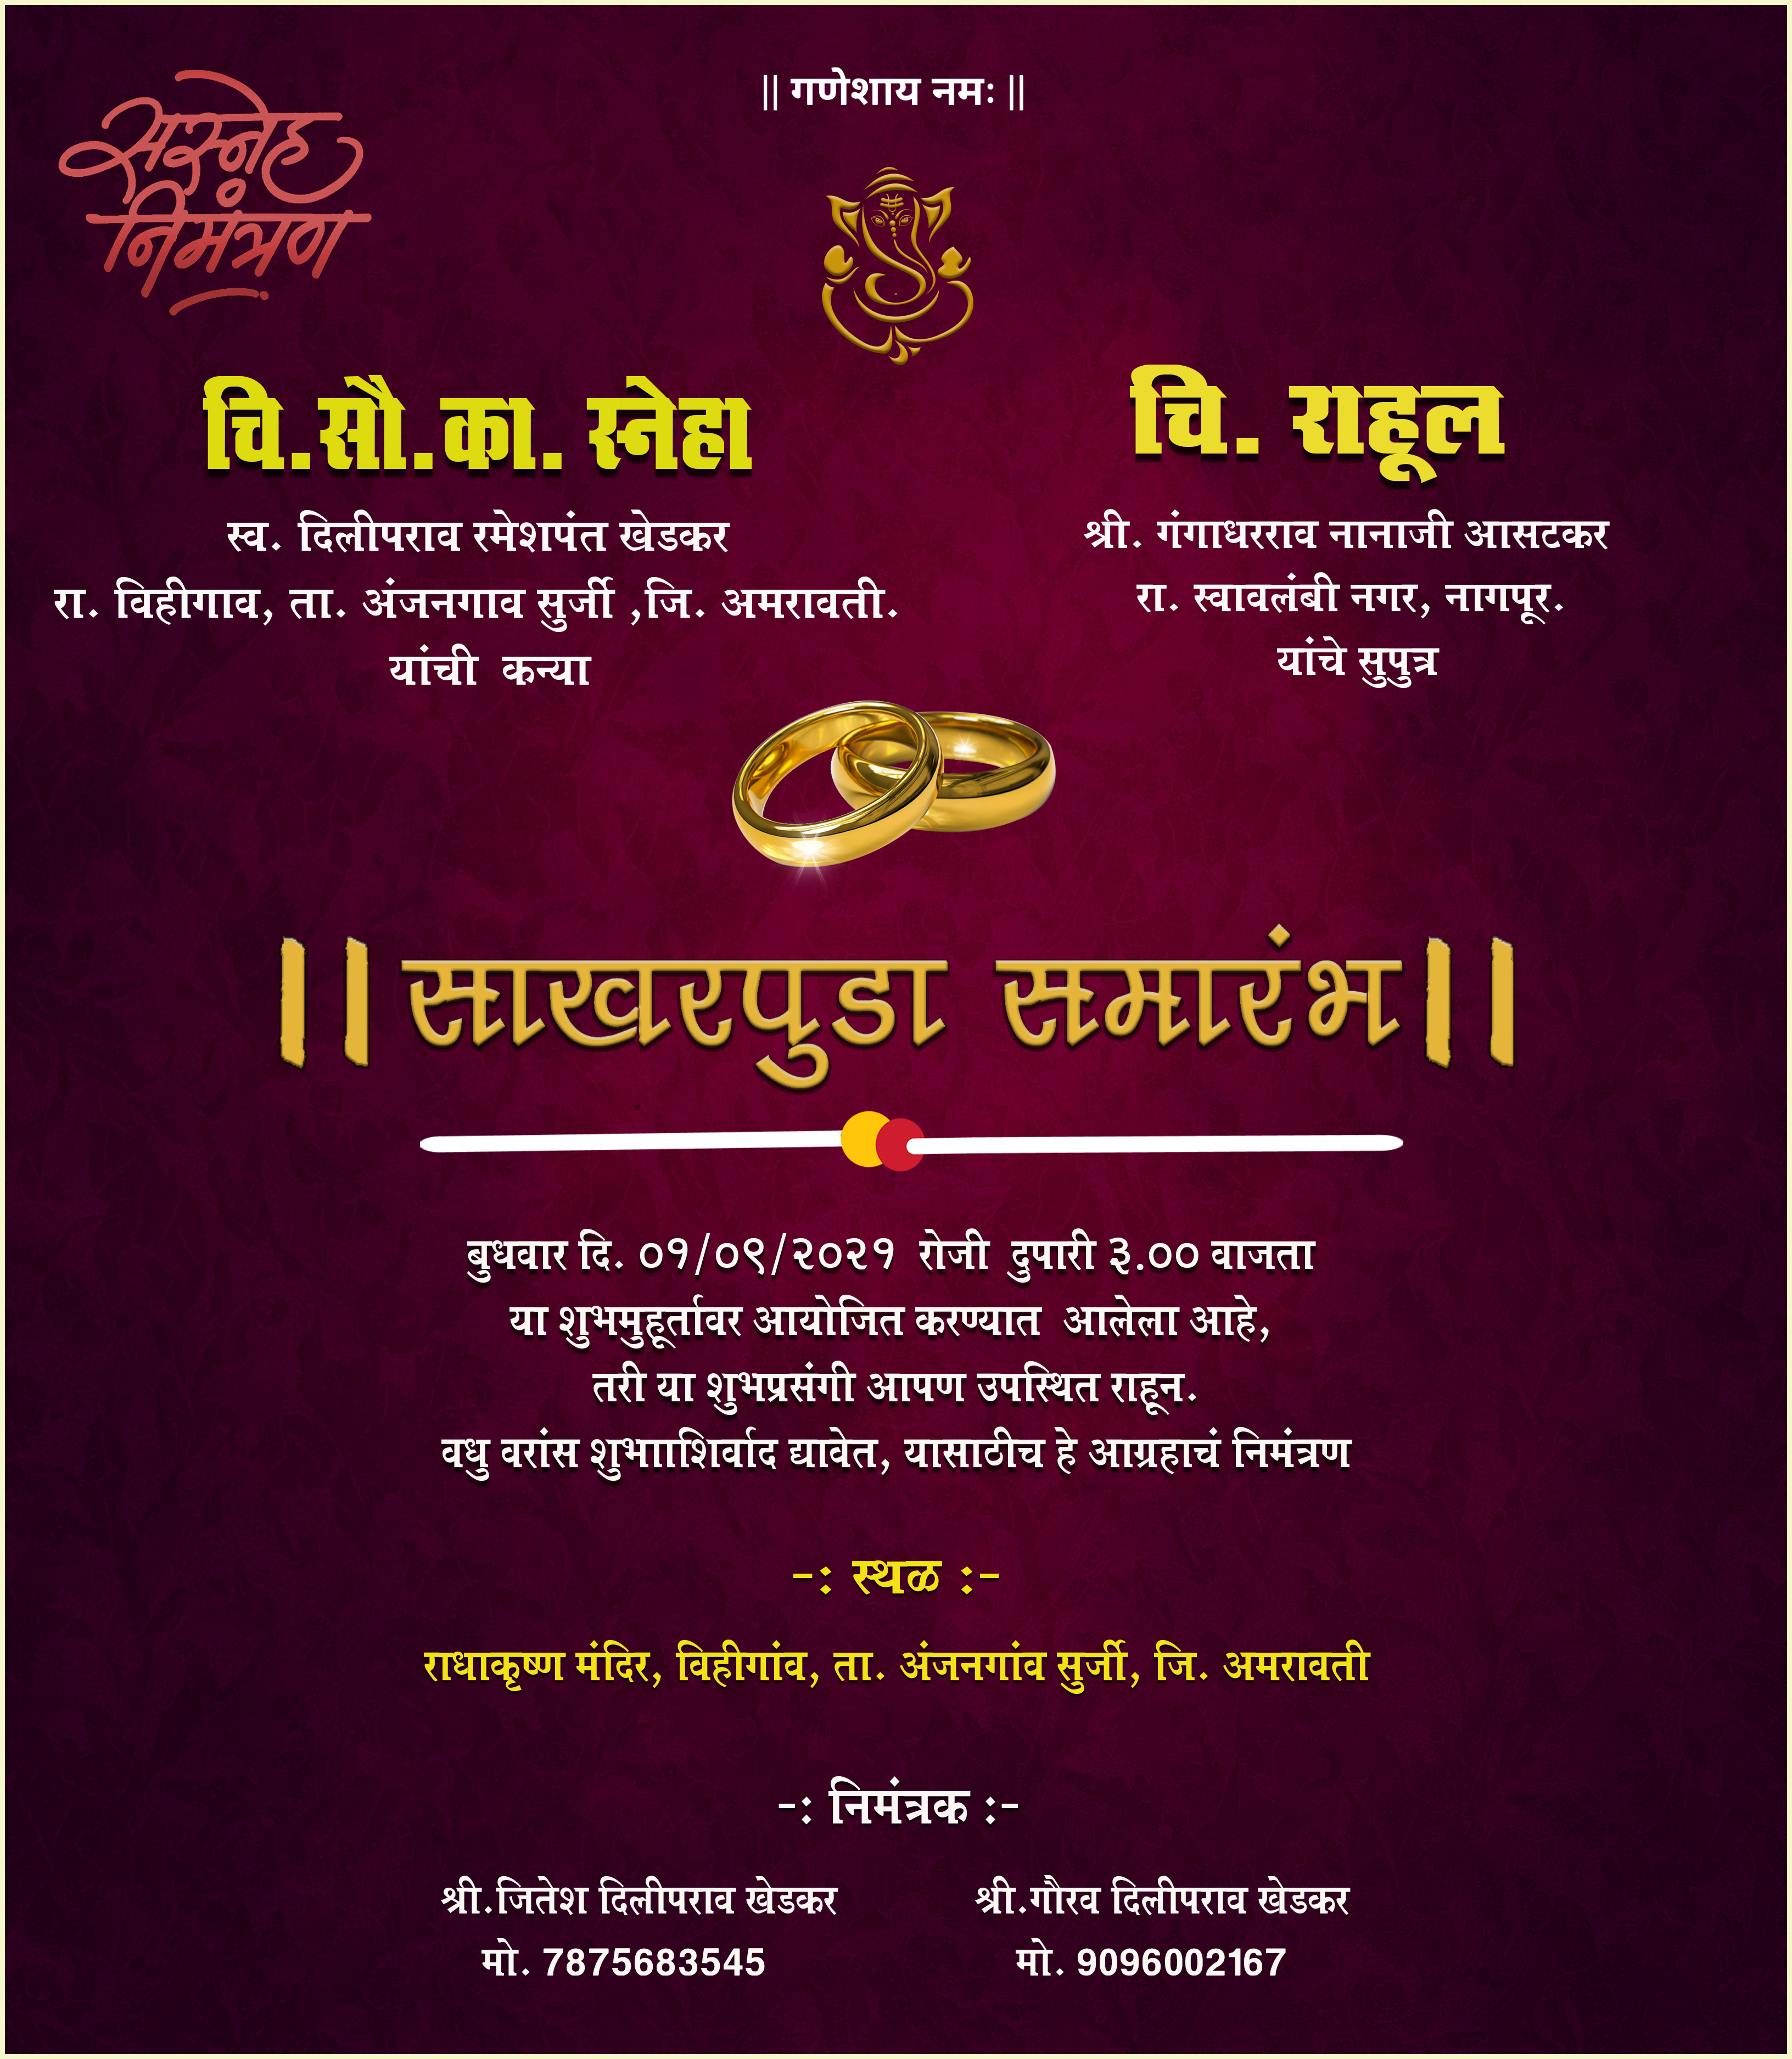 || गणेशाय नमः ||
सस्नेह
निमंत्रण
चि.सौ.का. स्नेहा
स्व. दिलीपराव रमेशपंत खेडकर
रा. विहीगाव, ता. अंजनगाव सुर्जी ,जि. अमरावती.
यांची कन्या
चि. राहूल
श्री. गंगाधरराव नानाजी आसटकर
रा. स्वावलंबी नगर, नागपूर.
यांचे सुपुत्र
|| साखरपुडा समारंभ ||
बुधवार दि. ०१/०९/२०२१ रोजी दुपारी ३.०० वाजता
या शुभमुहूर्तावर आयोजित करण्यात आलेला आहे,
तरी या शुभप्रसंगी आपण उपस्थित राहून.
वधु वरांस शुभााशिर्वाद द्यावेत, यासाठीच हे आग्रहाचं निमंत्रण
-: स्थळ :-
राधाकृष्ण मंदिर, विहीगांव, ता. अंजनगांव सुर्जी, जि. अमरावती
-: निमंत्रक :-
श्री.जितेश दिलीपराव खेडकर
मो. 7875683545
श्री.गौरव दिलीपराव खेडकर
मो. 9096002167